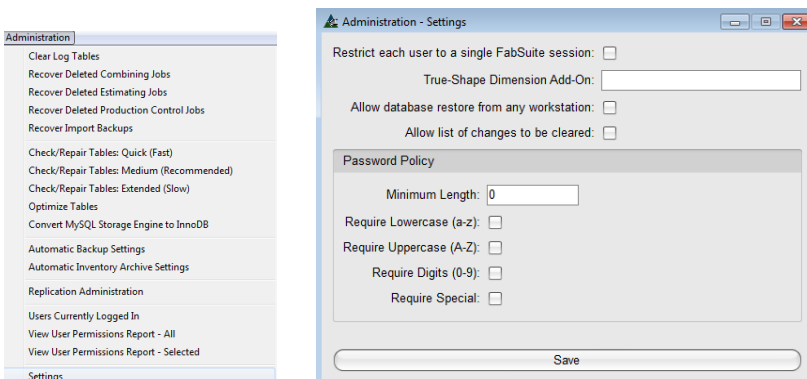 Administration
Clear Log Tables
Recover Deleted Combining Jobs
Recover Deleted Estimating Jobs
Recover Deleted Production Control Jobs
Recover Import Backups
Check/Repair Tables: Quick (Fast)
Check/Repair Tables: Medium (Recommended)
Check/Repair Tables: Extended (Slow)
Optimize Tables
Convert MySQL Storage Engine to InnoDB
Automatic Backup Settings
Automatic Inventory Archive Settings
Replication Administration
Users Currently Logged In
View User Permissions Report - All
View User Permissions Report - Selected
Settings
Administration - Settings
Restrict each user to a single FabSuite session:
True-Shape Dimension Add-On:
Allow database restore from any workstation:
Allow list of changes to be cleared:
Password Policy
Minimum Length: 0
Require Lowercase (a-z):
Require Uppercase (A-Z):
Require Digits (0-9):
Require Special:
Save